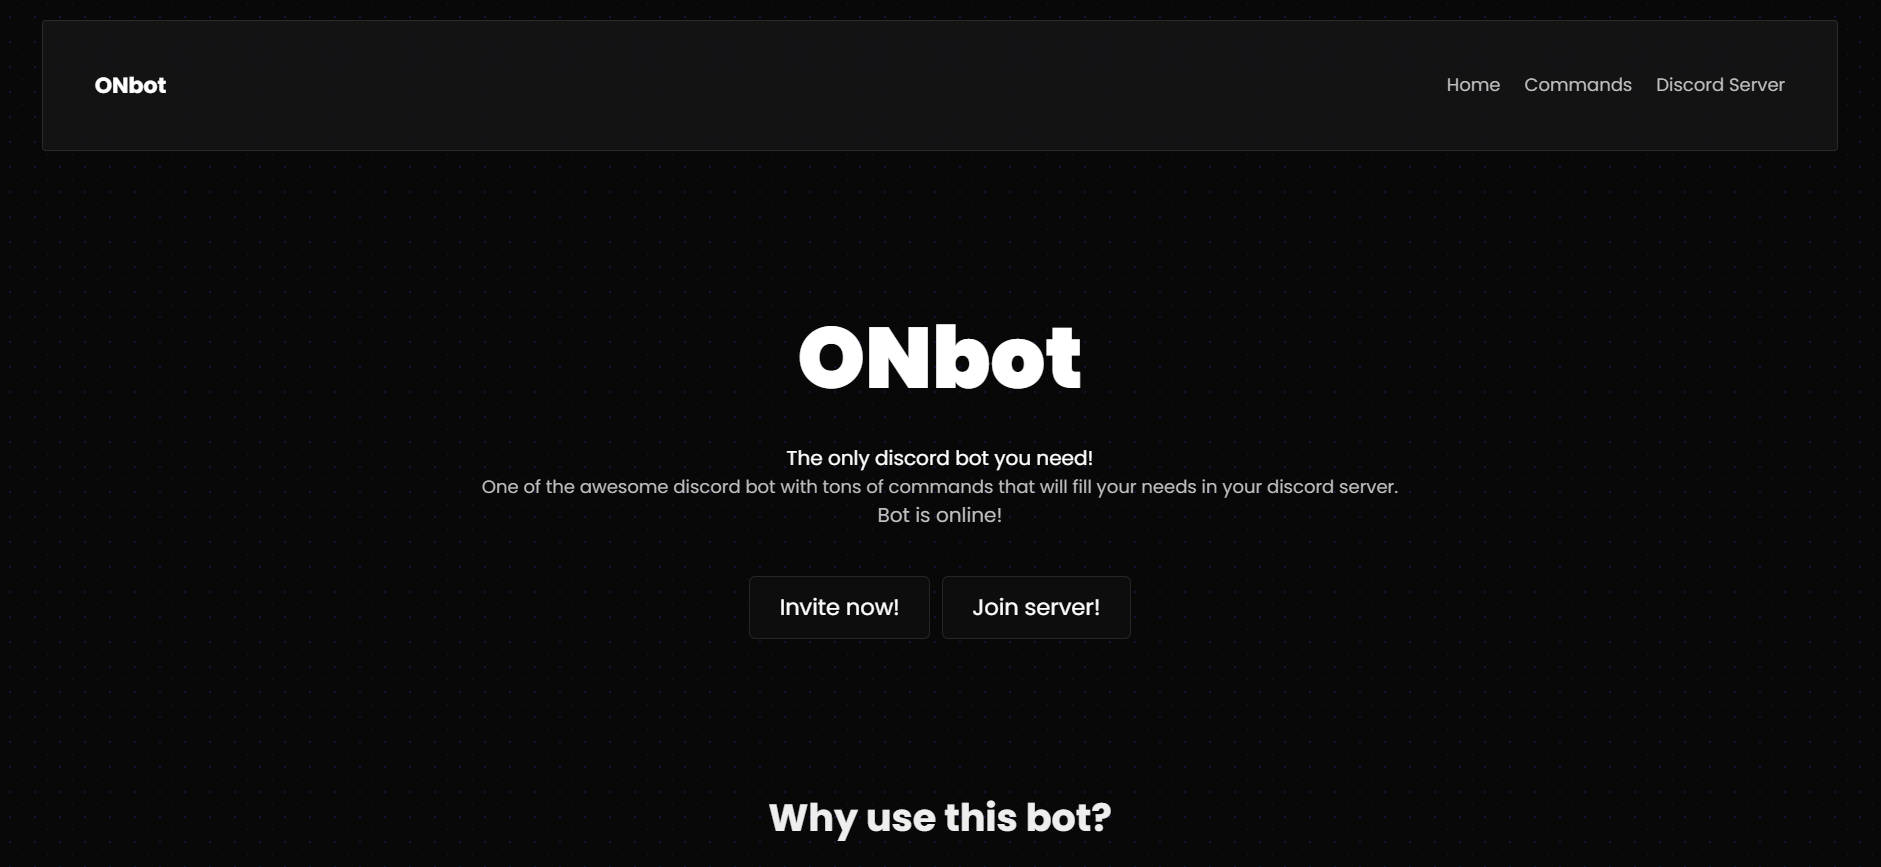 ONbot
Home Commands Discord Server
ONbot
The only discord bot you need!
One of the awesome discord bot with tons of commands that will fill your needs in your discord server.
Bot is online!
Invite now! Join server!
Why use this bot?